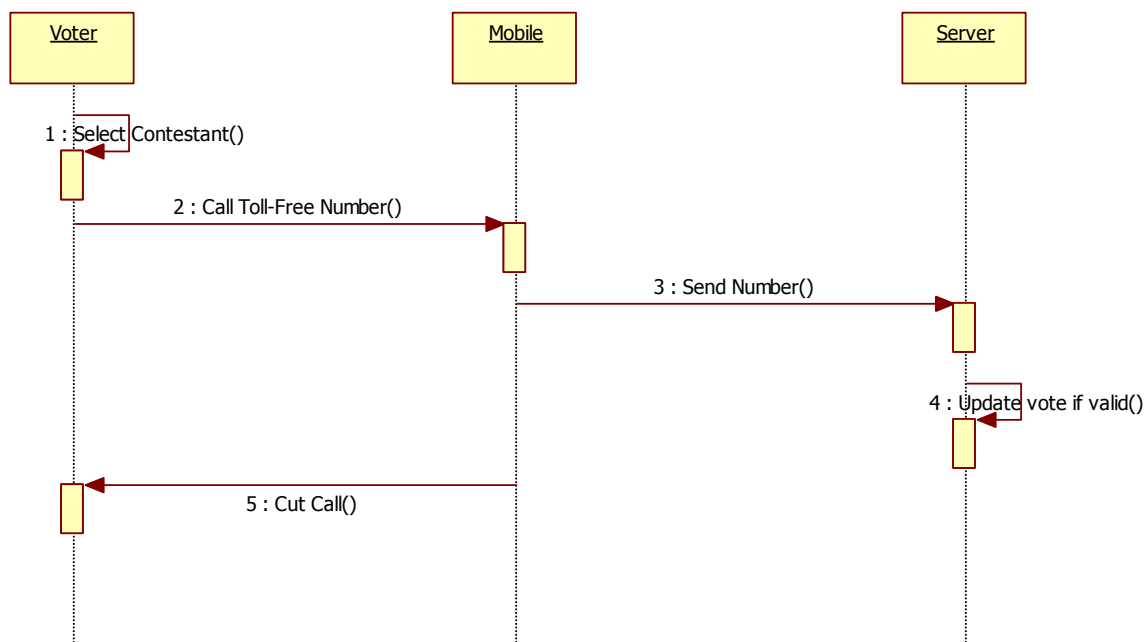 Voter
Mobile
Server
1 : Select Contestant()
2 : Call Toll-Free Number()
3 : Send Number()
4 : Update vote if valid()
5 : Cut Call()